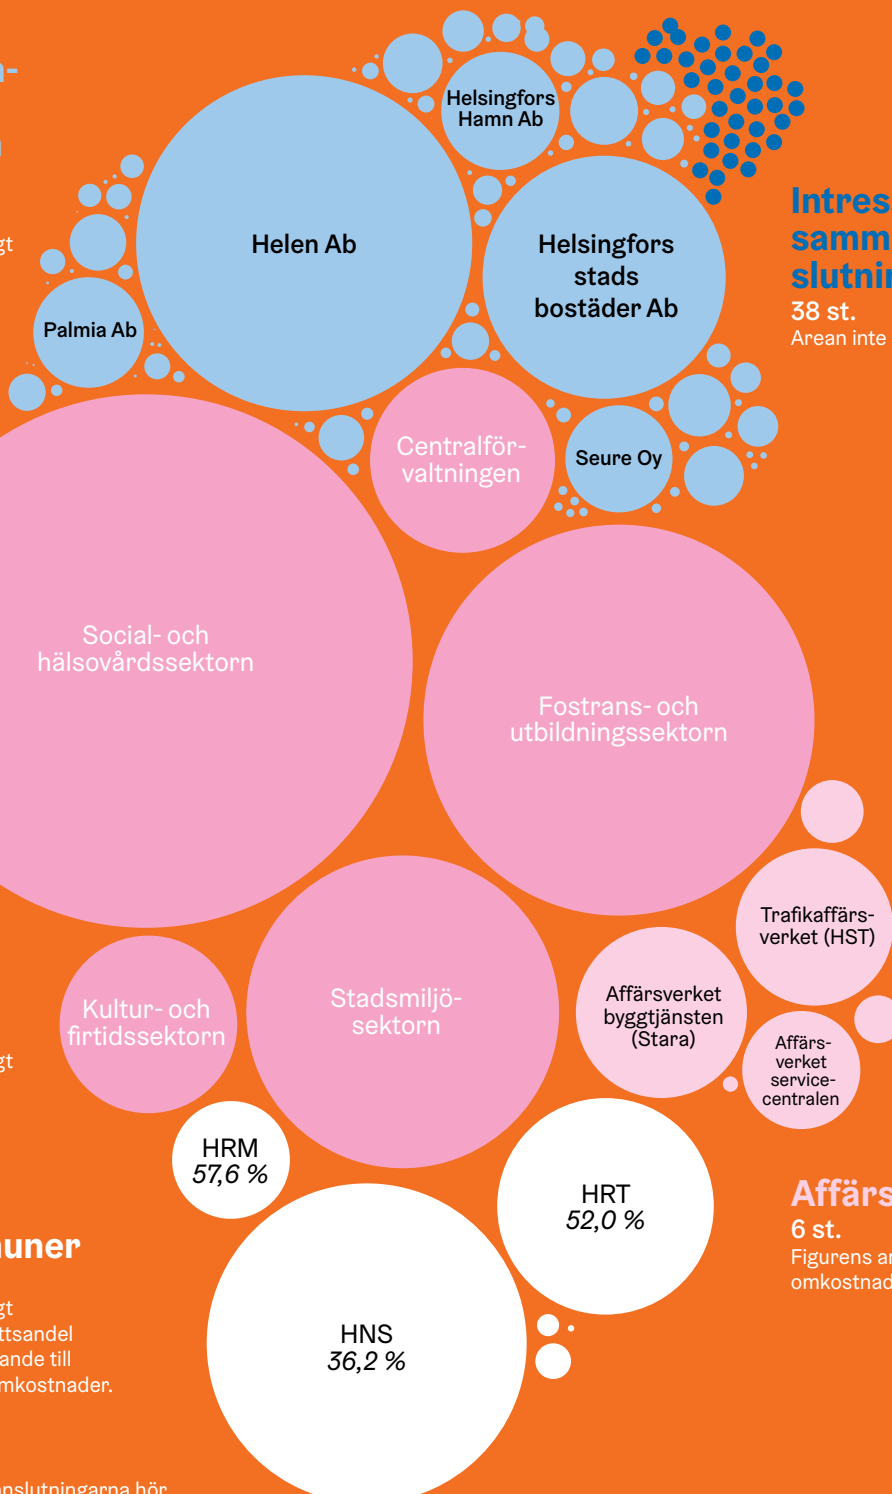 n-
gt
Helsingfors
Hamn Ab
Helen Ab
Helsingfors
stads
bostäder Ab
Intres
samm
slutnin
38 st.
Arean inte
Palmia Ab
Centralför-
valtningen
Seure Oy
Social- och
hälsovårdssektorn
Fostrans- och
utbildningssektorn
Trafikaffärs-
verket (HST)
Affärsverket
byggtjänsten
(Stara)
Affärs-
verket
service-
centralen
Stadsmiljö-
sektorn
Kultur- och
firtidssektorn
gt
HRM
57,6 %
HRT
52,0 %
Affärs
6 st.
Figurens ar
omkostnad
HNS
36,2 %
uner
gt
ttsandel
ande till
mkostnader.
nslutningarna hör